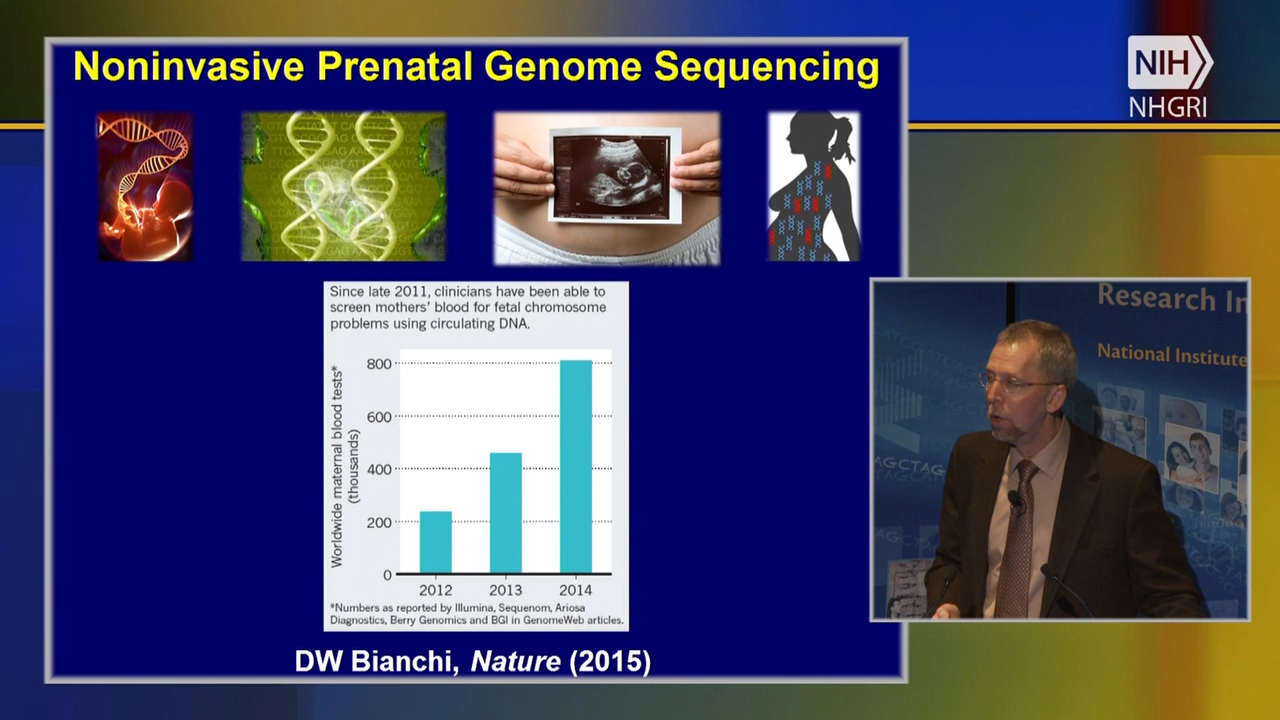 Noninvasive Prenatal Genome Sequencing
NIH
NHGRI
Since late 2011, clinicians have been able to
screen mothers' blood for fetal chromosome
problems using circulating DNA.
Worldwide maternal blood tests*
(thousands)
800
600
400
200
0
2012 2013 2014
*Numbers as reported by Illumina, Sequenom, Ariosa
Diagnostics, Berry Genomics and BGI in GenomeWeb articles.
DW Bianchi, Nature (2015)
Research In
National Institute
AGCTAG